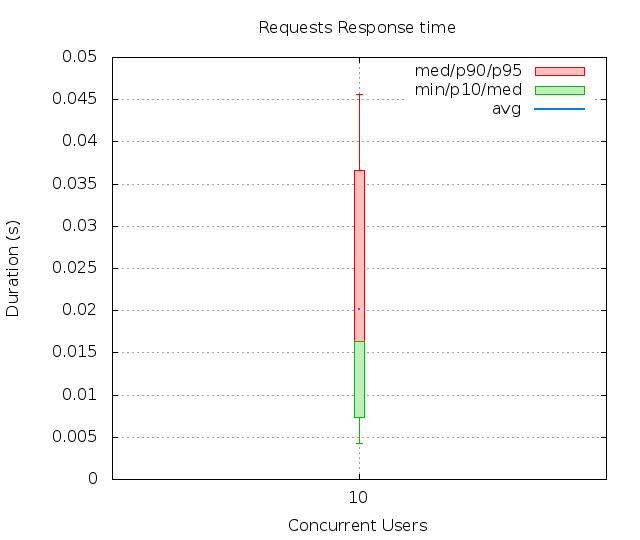 Requests Response time
0.05
med/p90/p95
0.045
min/p10/med
avg
0.04
0.035
0.03
0.025
Duration (s)
0.02
0.015
0.01
0.005
0
10
Concurrent Users